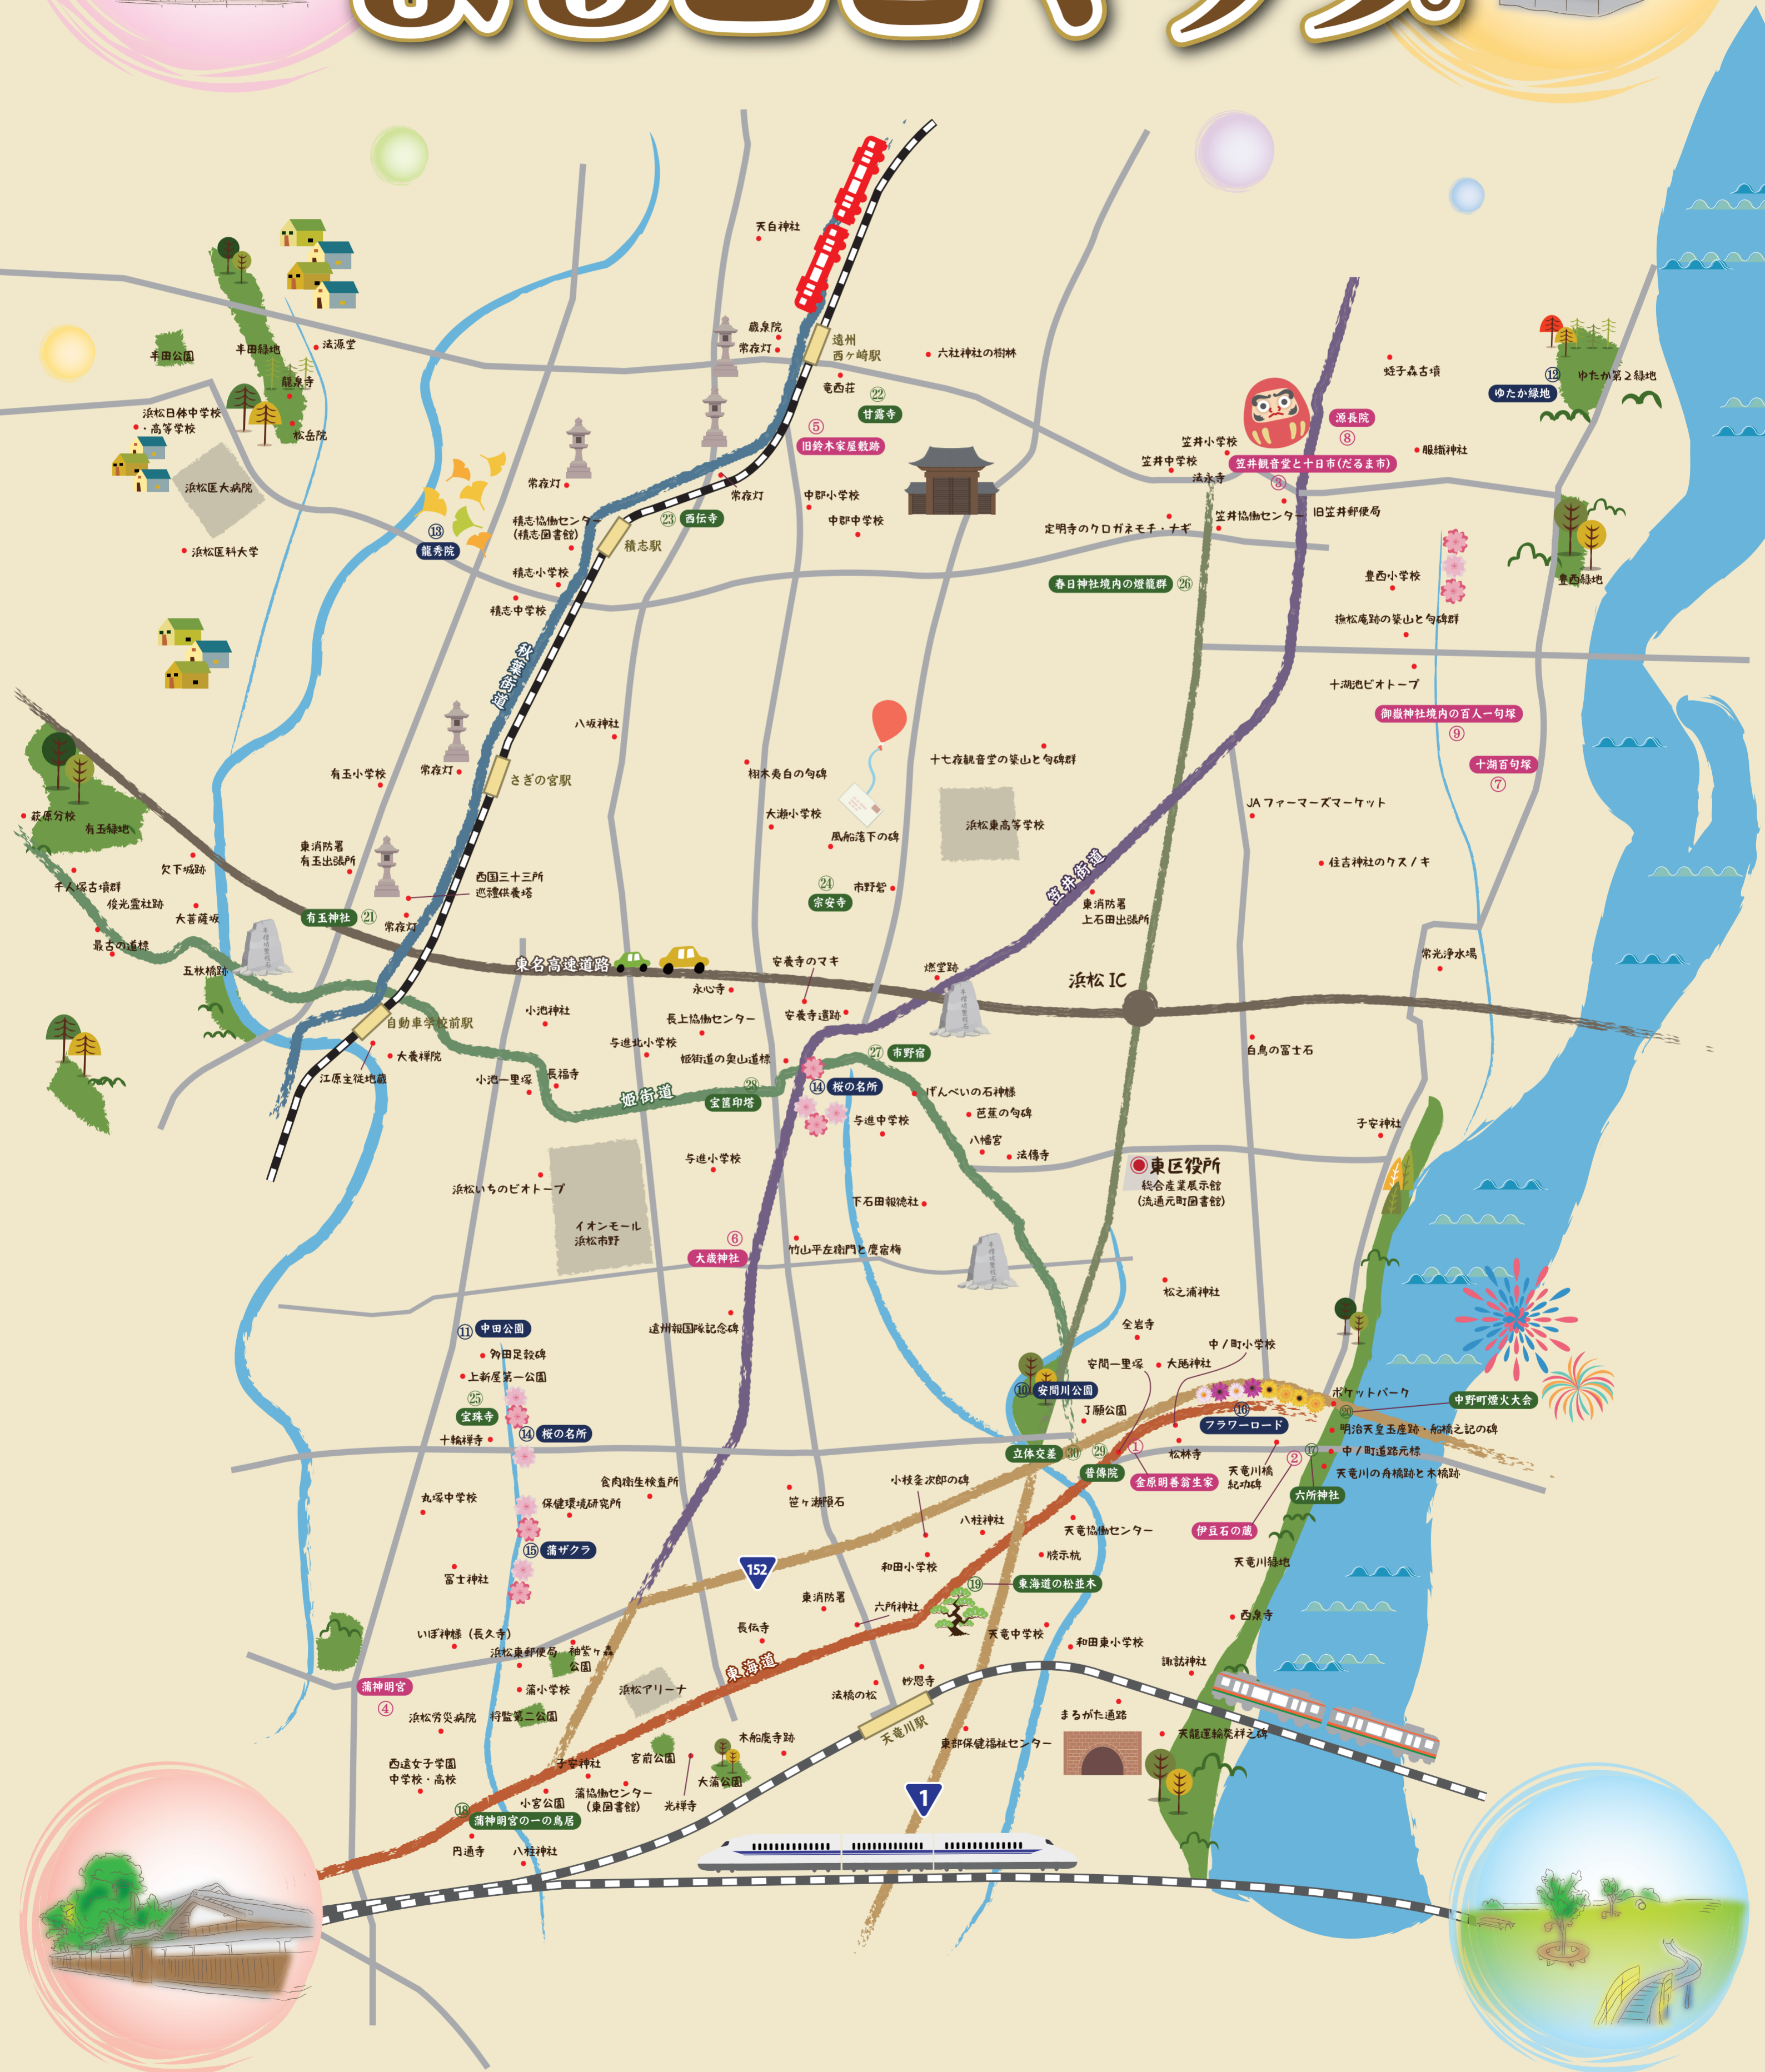 天白神社
蔵泉院
常夜灯
遠州
西ヶ崎駅
六社神社の樹林
竜西荘
㉒
甘露寺
⑤
旧鈴木家屋敷跡
半田公園
半田緑地
法源堂
龍泉寺
浜松日体中学校
・高等学校
松岳院
浜松医大病院
浜松医科大学
⑬
龍秀院
常夜灯
常夜灯
積志協働センター
(積志図書館)
積志駅
㉓
西伝寺
中郡小学校
中郡中学校
積志小学校
積志中学校
蛭子森古墳
⑫
ゆたか緑地
ゆたか第2緑地
源長院
⑧
笠井小学校
笠井中学校
笠井観音堂と十日市(だるま市)
③
服織神社
法永寺
定明寺のクロガネモチ・ナギ
笠井協働センター
旧笠井郵便局
春日神社境内の燈籠群
㉖
豊西小学校
豊西緑地
撫松庵跡の築山と句碑群
十湖池ビオトープ
御嶽神社境内の百人一句塚
⑨
十湖百句塚
⑦
秋葉街道
八坂神社
有玉小学校
常夜灯
さぎの宮駅
栩木夷白の句碑
十七夜観音堂の築山と句碑群
大瀬小学校
風船落下の碑
浜松東高等学校
JAファーマーズマーケット
住吉神社のクスノキ
萩原分校
有玉緑地
欠下城跡
東消防署
有玉出張所
西国三十三所
巡禮供養塔
千人塚古墳群
俊光霊社跡
大菩薩坂
最古の道標
五枚橋跡
有玉神社
㉑
常夜灯
㉔
宗安寺
市野砦
笠井街道
東消防署
上石田出張所
東名高速道路
安養寺のマキ
燃堂跡
浜松IC
常光浄水場
永心寺
安養寺遺跡
自動車学校前駅
小池神社
長上協働センター
与進北小学校
姫街道の奥山道標
㉗
市野宿
白鳥の富士石
大養禅院
江原主徒地蔵
小池一里塚
長福寺
姫街道
㉘
宝篋印塔
⑭
桜の名所
げんべいの石神様
芭蕉の句碑
与進中学校
八幡宮
法傳寺
子安神社
東区役所
総合産業展示館
(流通元町図書館)
与進小学校
浜松いちのビオトープ
イオンモール
浜松市野
下石田報徳社
⑥
大歳神社
竹山平左衛門と慶宿梅
松之浦神社
遠州報国隊記念碑
⑪
中田公園
多田足穀碑
上新屋第一公園
㉕
宝珠寺
十輪禅寺
⑭
桜の名所
全岩寺
中ノ町小学校
安間一里塚
⑩
安間川公園
了願公園
⑯
フラワーロード
ポケットパーク
⑳
中野町煙火大会
明治天皇玉座跡・船橋之記の碑
中ノ町道路元標
天竜川の舟橋跡と木橋跡
立体交差
㉚
㉙
普傳院
①
金原明善翁生家
松林寺
天竜川橋
紀功碑
②
⑰
六所神社
伊豆石の蔵
天竜川緑地
食肉衛生検査所
丸塚中学校
保健環境研究所
笹ヶ瀬隕石
小枝粂次郎の碑
八柱神社
天竜協働センター
牓示杭
⑮
蒲ザクラ
152
和田小学校
⑲
東海道の松並木
冨士神社
東消防署
六所神社
西泉寺
いぼ神様(長久寺)
浜松東郵便局
袖紫ヶ森
公園
長伝寺
天竜中学校
和田東小学校
諏訪神社
蒲神明宮
④
蒲小学校
浜松アリーナ
東海道
妙恩寺
法橋の松
天竜川駅
まるがた通路
天龍運輸発祥之碑
浜松労災病院
将監第二公園
東部保健福祉センター
木船廃寺跡
宮前公園
大蒲公園
西遠女子学園
中学校・高校
子安神社
小宮公園
蒲協働センター
(東図書館)
光禅寺
⑱
蒲神明宮の一の鳥居
円通寺
八柱神社
1